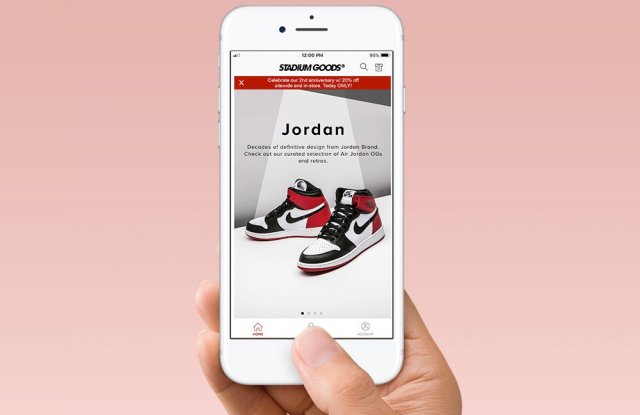 12:00 PM 95%
STADIUM GOODS®
Celebrate our 2nd anniversary w/ 20% off
sitewide and in-store. Today ONLY!
Jordan
Decades of definitive design from Jordan Brand.
Check out our curated selection of Air Jordan OGs
and retros.
HOME ACCOUNT